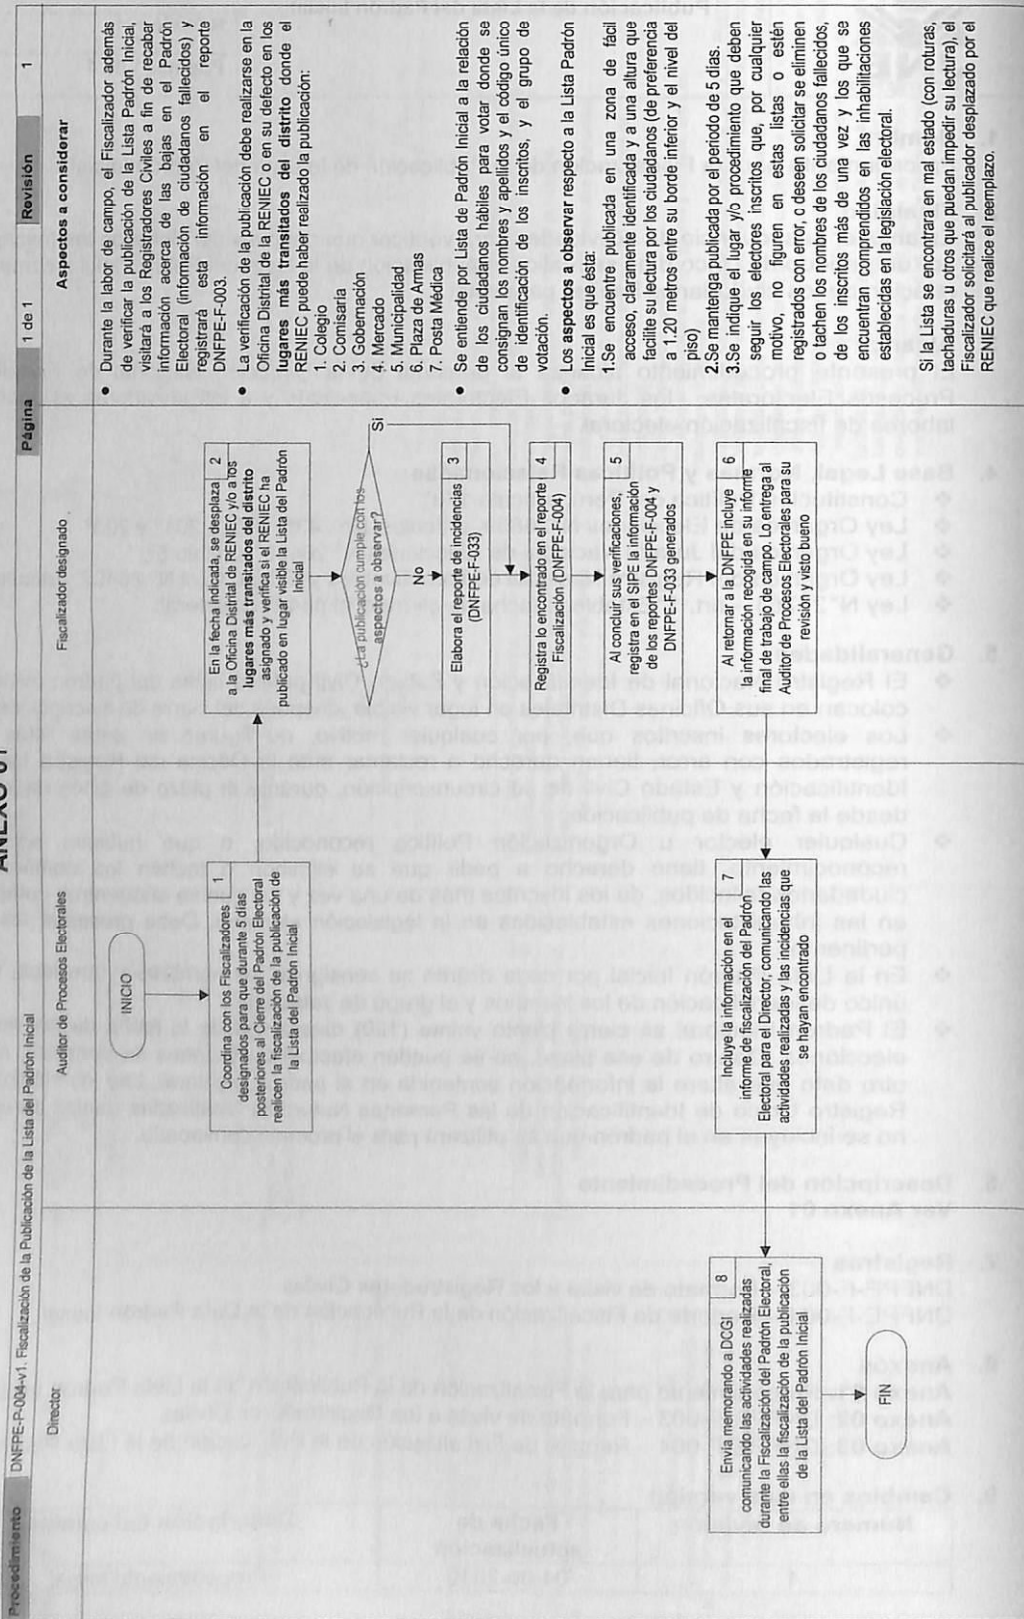 ANEXO 01
Procedimiento DNFPE-P-004-v1. Fiscalización de la Publicación de la Lista del Padrón Inicial Página 1 de 1 Revisión 1
Director
Auditor de Procesos Electorales
Fiscalizador designado
Aspectos a considerar
INICIO
Coordina con los Fiscalizadores 1
designados para que durante 5 días
posteriores al Cierre del Padrón Electoral
realicen la fiscalización de la publicación de
la Lista del Padrón Inicial
En la fecha indicada, se desplaza 2
a la Oficina Distrital de RENIEC y/o a los
lugares más transitados del distrito
asignado y verifica si el RENIEC ha
publicado en lugar visible la Lista del Padrón
Inicial
¿La publicación cumple con los
aspectos a observar?
Si
No
Elabora el reporte de incidencias 3
(DNFPE-F-033)
Registra lo encontrado en el reporte 4
Fiscalización (DNFPE-F-004)
Al concluir sus verificaciones, 5
registra en el SIIPE la información
de los reportes DNFPE-F-004 y
DNFPE-F-033 generados
Al retornar a la DNFPE incluye 6
la información recogida en su informe
final de trabajo de campo. Lo entrega al
Auditor de Procesos Electorales para su
revisión y visto bueno
Incluye la información en el 7
informe de fiscalización del Padrón
Electoral para el Director, comunicando las
actividades realizadas y las incidencias que
se hayan encontrado
Envía memorando a DCGI 8
comunicando las actividades realizadas
durante la Fiscalización del Padrón Electoral,
entre ellas la fiscalización de la publicación
de la Lista del Padrón Inicial
FIN
• Durante la labor de campo, el Fiscalizador además
de verificar la publicación de la Lista Padrón Inicial,
visitará a los Registradores Civiles a fin de recabar
información acerca de las bajas en el Padrón
Electoral (información de ciudadanos fallecidos) y
registrará esta información en el reporte
DNFPE-F-003.
• La verificación de la publicación debe realizarse en la
Oficina Distrital de la RENIEC o en su defecto en los
lugares más transitados del distrito donde el
RENIEC puede haber realizado la publicación:
1. Colegio
2. Comisaría
3. Gobernación
4. Mercado
5. Municipalidad
6. Plaza de Armas
7. Posta Médica
• Se entiende por Lista de Padrón Inicial a la relación
de los ciudadanos hábiles para votar donde se
consignan los nombres y apellidos y el código único
de identificación de los inscritos, y el grupo de
votación.
• Los aspectos a observar respecto a la Lista Padrón
Inicial es que ésta:
1.Se encuentre publicada en una zona de fácil
acceso, claramente identificada y a una altura que
facilite su lectura por los ciudadanos (de preferencia
a 1.20 metros entre su borde inferior y el nivel del
piso)
2.Se mantenga publicada por el periodo de 5 días.
3.Se indique el lugar y/o procedimiento que deben
seguir los electores inscritos que, por cualquier
motivo, no figuren en estas listas o estén
registrados con error, o deseen solicitar se eliminen
o tachen los nombres de los ciudadanos fallecidos,
de los inscritos más de una vez y los que se
encuentran comprendidos en las inhabilitaciones
establecidas en la legislación electoral.
Si la Lista se encontrara en mal estado (con roturas,
tachaduras u otros que puedan impedir su lectura), el
Fiscalizador solicitará al publicador desplazado por el
RENIEC que realice el reemplazo.